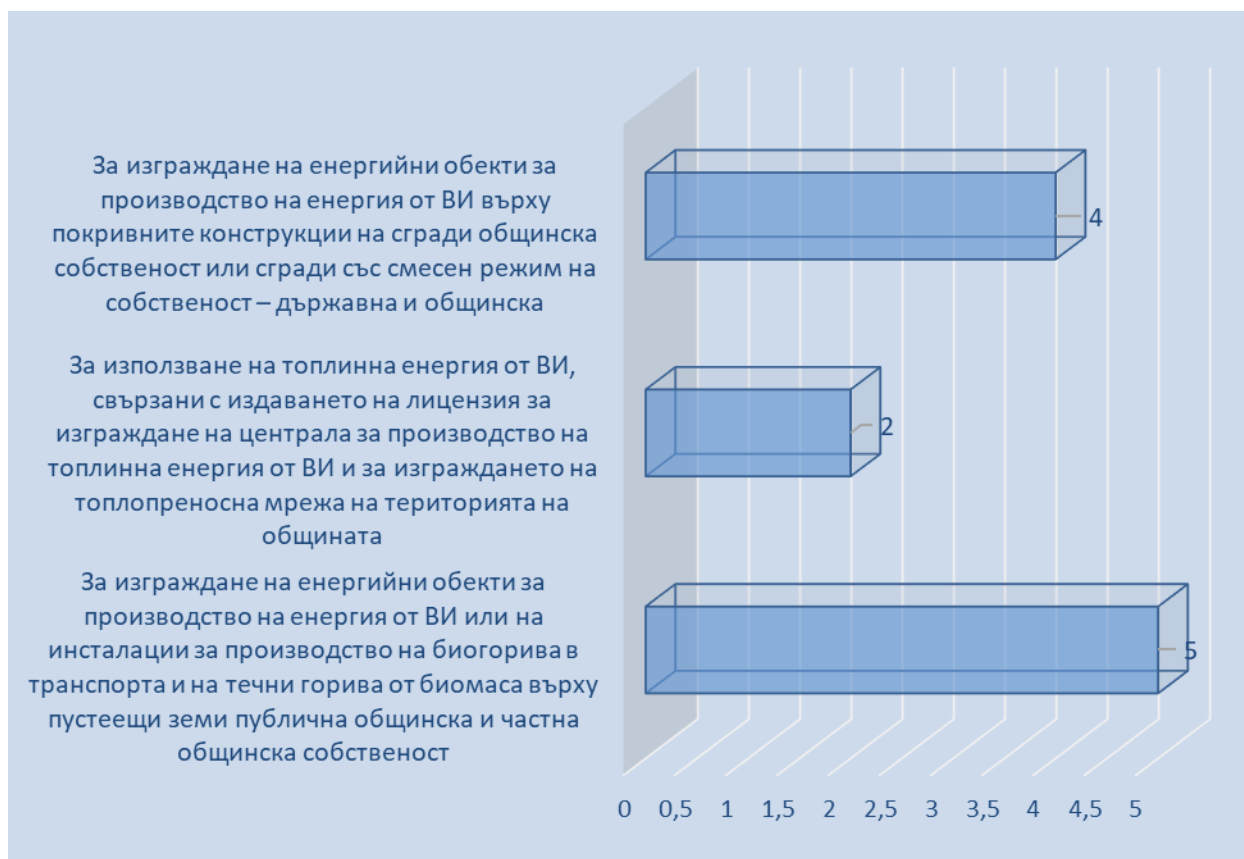 За изграждане на енергийни обекти за
производство на енергия от ВИ върху
покривните конструкции на сгради общинска
собственост или сгради със смесен режим на
собственост – държавна и общинска
4
За използване на топлинна енергия от ВИ,
свързани с издаването на лицензия за
изграждане на централа за производство на
топлинна енергия от ВИ и за изграждането на
топлопреносна мрежа на територията на
общината
2
За изграждане на енергийни обекти за
производство на енергия от ВИ или на
инсталации за производство на биогорива в
транспорта и на течни горива от биомаса върху
пустеещи земи публична общинска и частна
общинска собственост
5
0 0,5 1 1,5 2 2,5 3 3,5 4 4,5 5